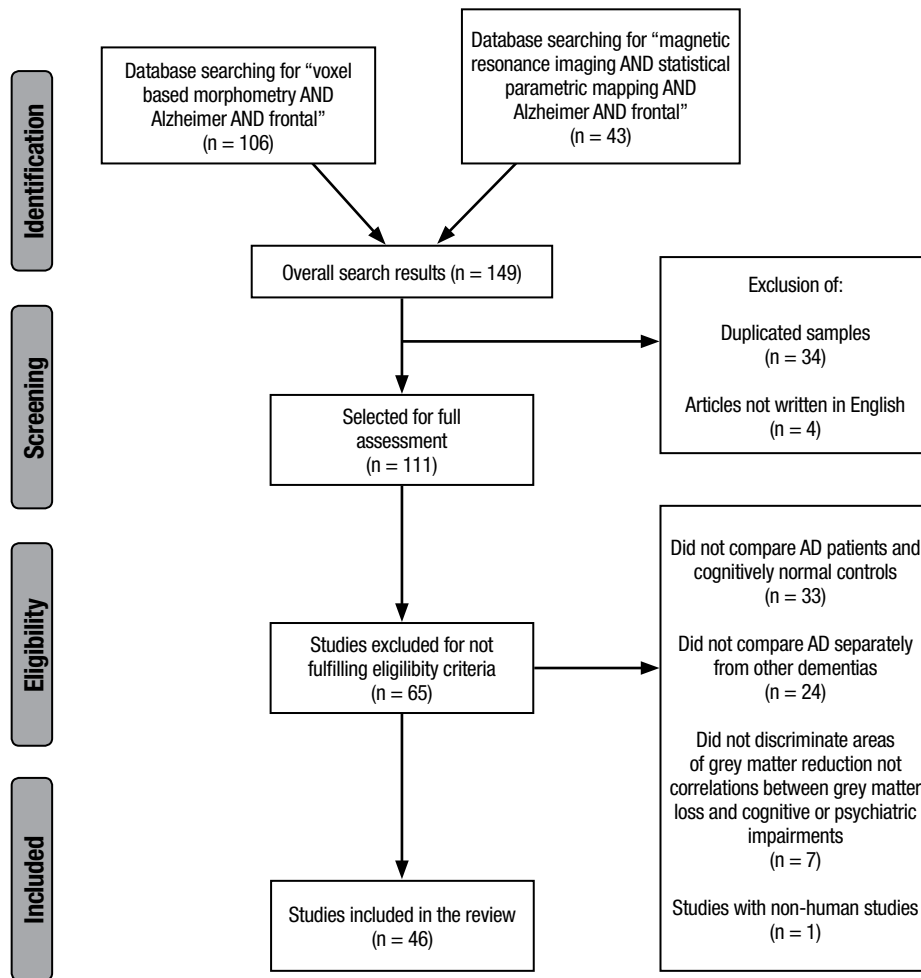 Identification
Database searching for “voxel
based morphometry AND
Alzheimer AND frontal”
(n = 106)
Database searching for “magnetic
resonance imaging AND statistical
parametric mapping AND
Alzheimer AND frontal”
(n = 43)
Overall search results (n = 149)
Screening
Exclusion of:
Duplicated samples
(n = 34)
Articles not written in English
(n = 4)
Selected for full
assessment
(n = 111)
Eligibility
Studies excluded for not
fulfilling eligilibity criteria
(n = 65)
Did not compare AD patients and
cognitively normal controls
(n = 33)
Did not compare AD separately
from other dementias
(n = 24)
Did not discriminate areas
of grey matter reduction not
correlations between grey matter
loss and cognitive or psychiatric
impairments
(n = 7)
Studies with non-human studies
(n = 1)
Included
Studies included in the review
(n = 46)